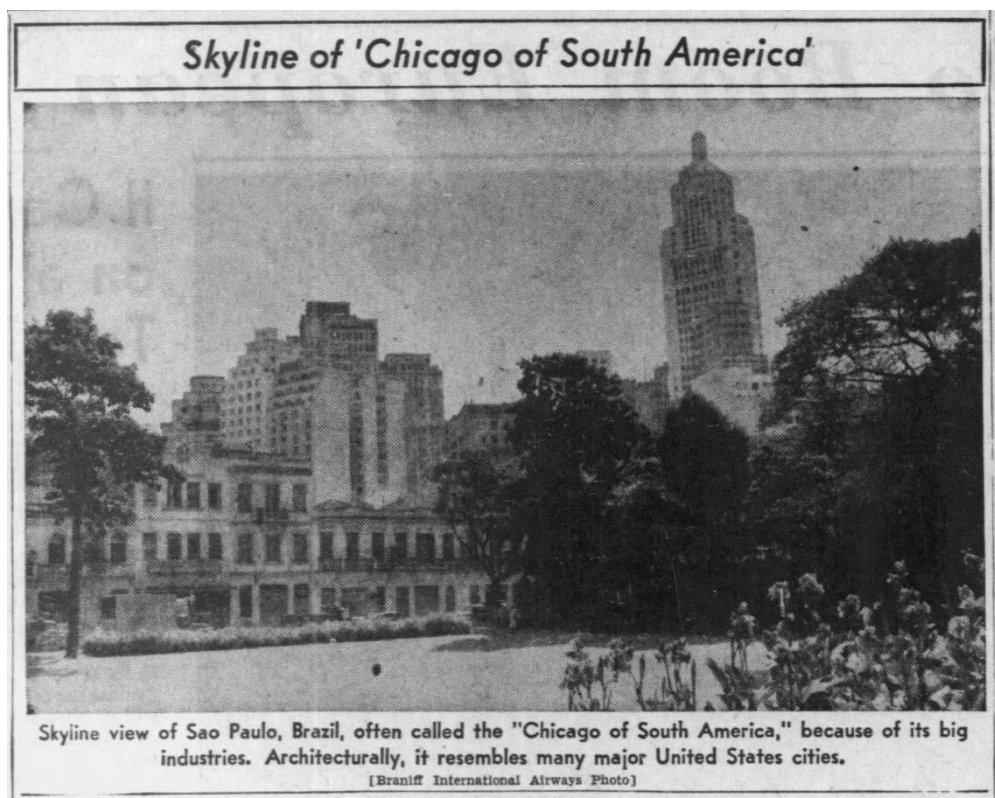 Skyline of 'Chicago of South America'
Skyline view of Sao Paulo, Brazil, often called the "Chicago of South America," because of its big
industries. Architecturally, it resembles many major United States cities.
[Braniff International Airways Photo]